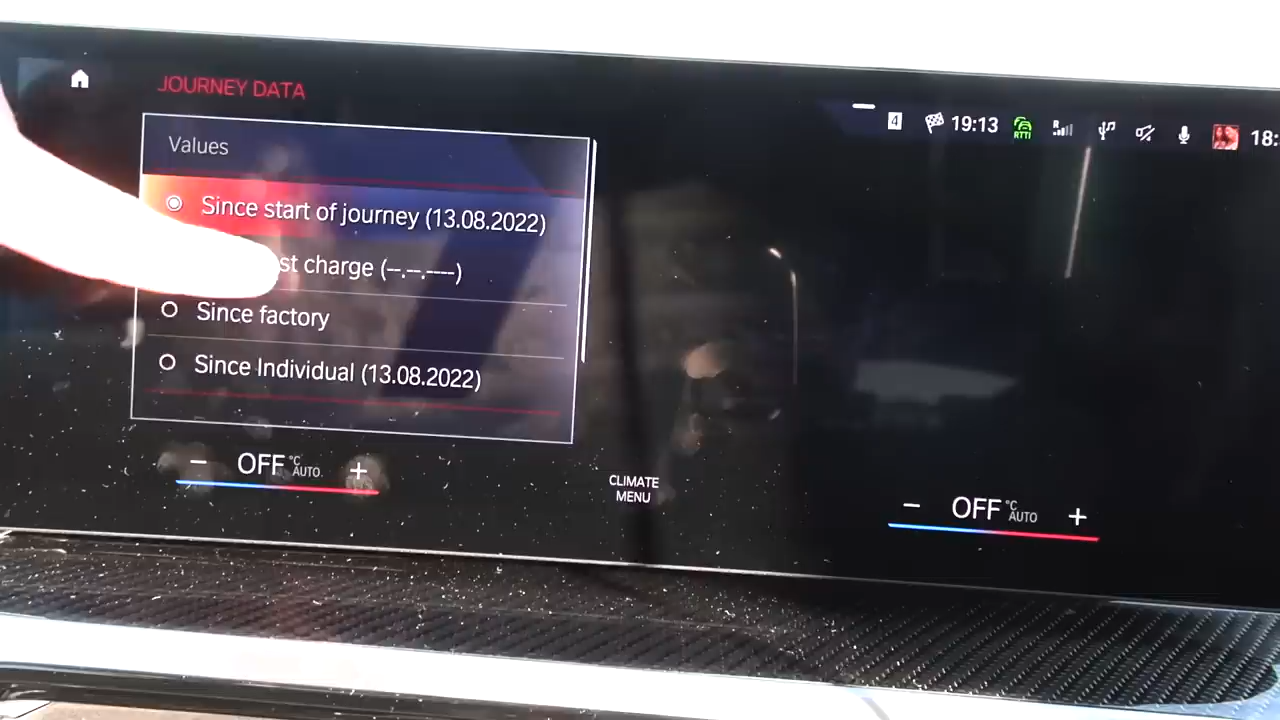 JOURNEY DATA
4 19:13 RTTI R 18:
Values
Since start of journey (13.08.2022)
charge (--.--.----)
Since factory
Since Individual (13.08.2022)
- OFF °C AUTO +
CLIMATE
MENU
- OFF °C AUTO +